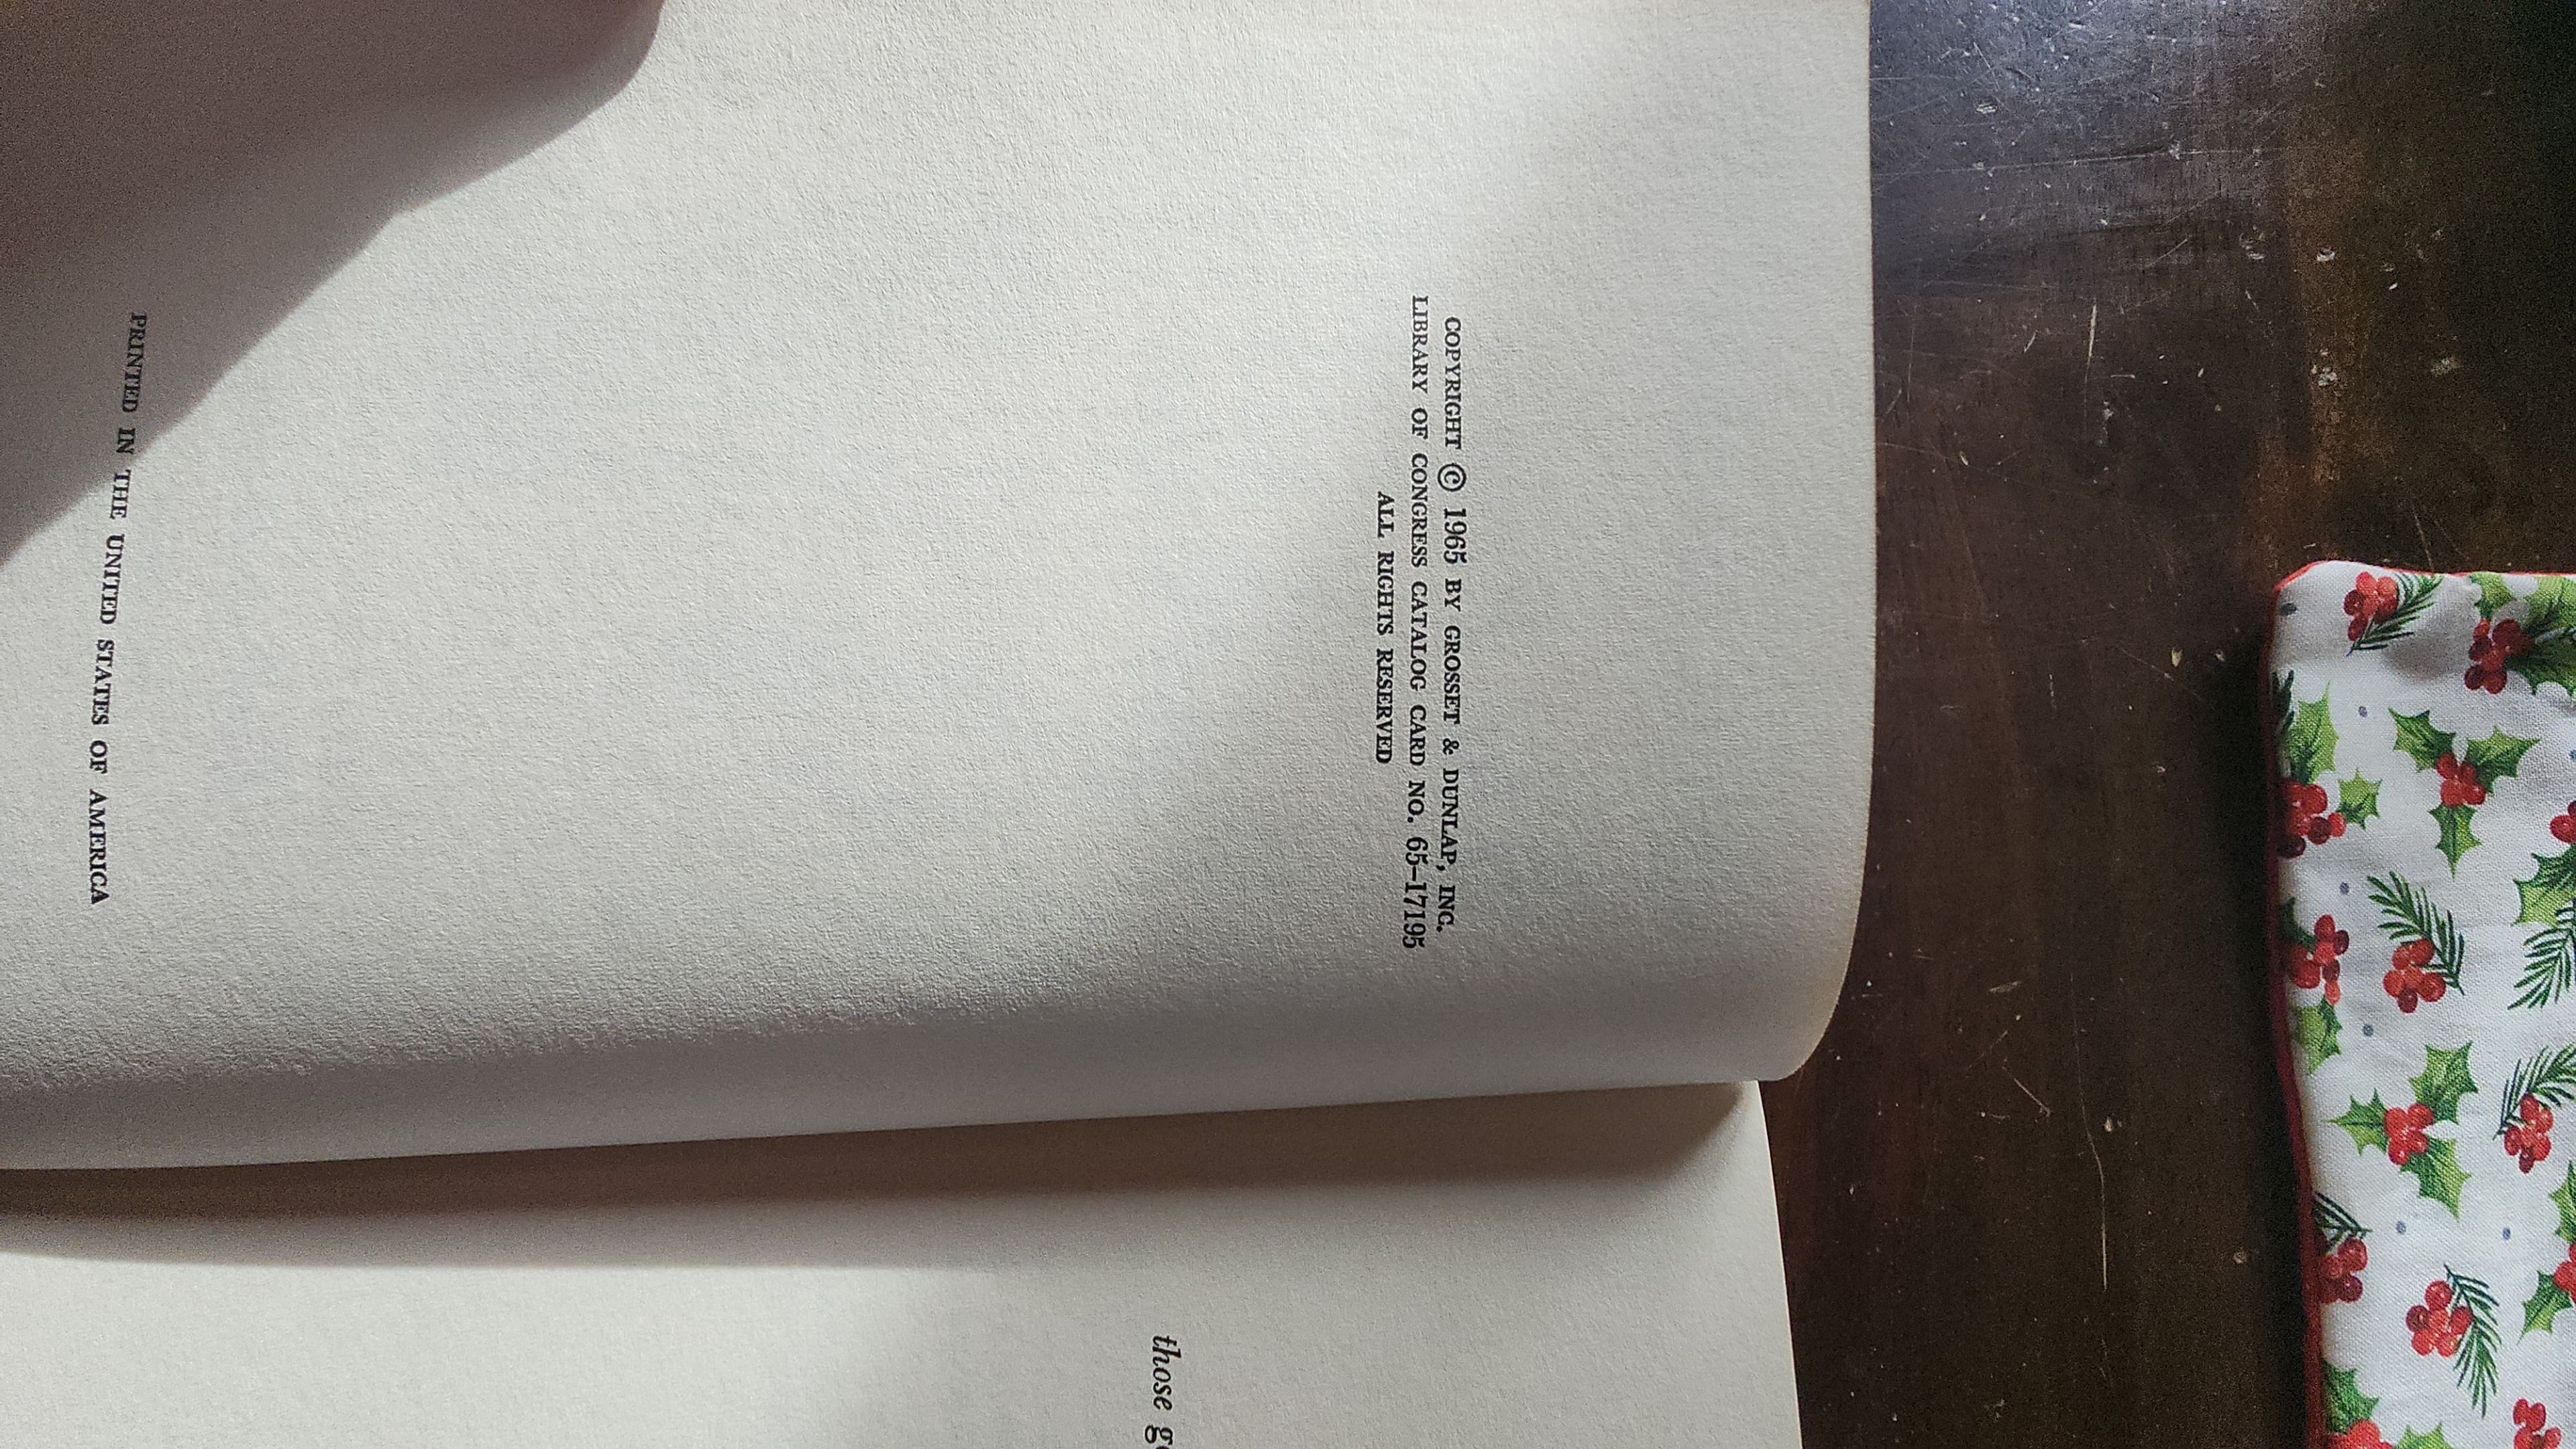 COPYRIGHT © 1965 BY GROSSET & DUNLAP, INC.
LIBRARY OF CONGRESS CATALOG CARD NO. 65-17195
ALL RIGHTS RESERVED
PRINTED IN THE UNITED STATES OF AMERICA
those